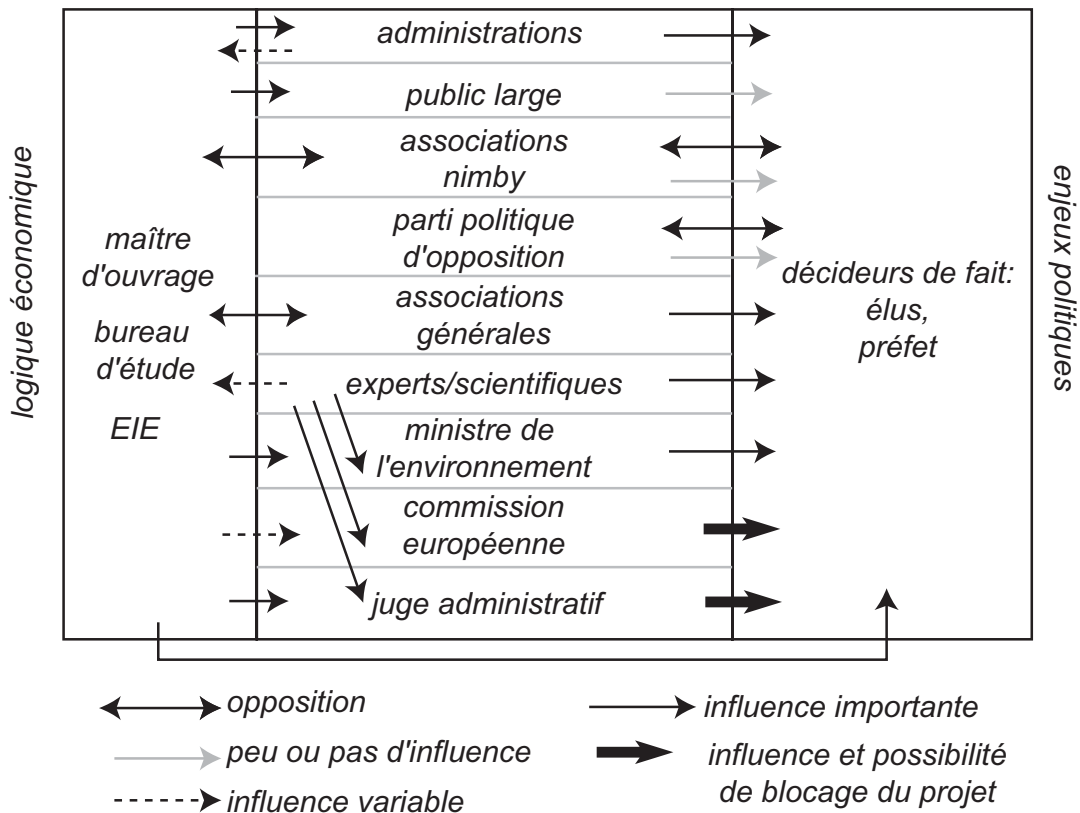 logique économique
maître
d'ouvrage
bureau
d'étude
EIE
administrations
public large
associations
nimby
parti politique
d'opposition
associations
générales
experts/scientifiques
ministre de
l'environnement
commission
européenne
juge administratif
décideurs de fait:
élus,
préfet
enjeux politiques
opposition
peu ou pas d'influence
influence variable
influence importante
influence et possibilité
de blocage du projet